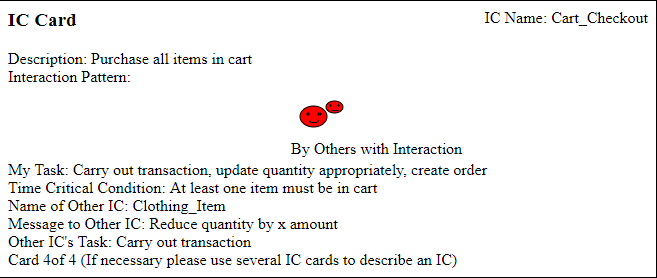 IC Card
IC Name: Cart_Checkout
Description: Purchase all items in cart
Interaction Pattern:
By Others with Interaction
My Task: Carry out transaction, update quantity appropriately, create order
Time Critical Condition: At least one item must be in cart
Name of Other IC: Clothing_Item
Message to Other IC: Reduce quantity by x amount
Other IC's Task: Carry out transaction
Card 4of 4 (If necessary please use several IC cards to describe an IC)